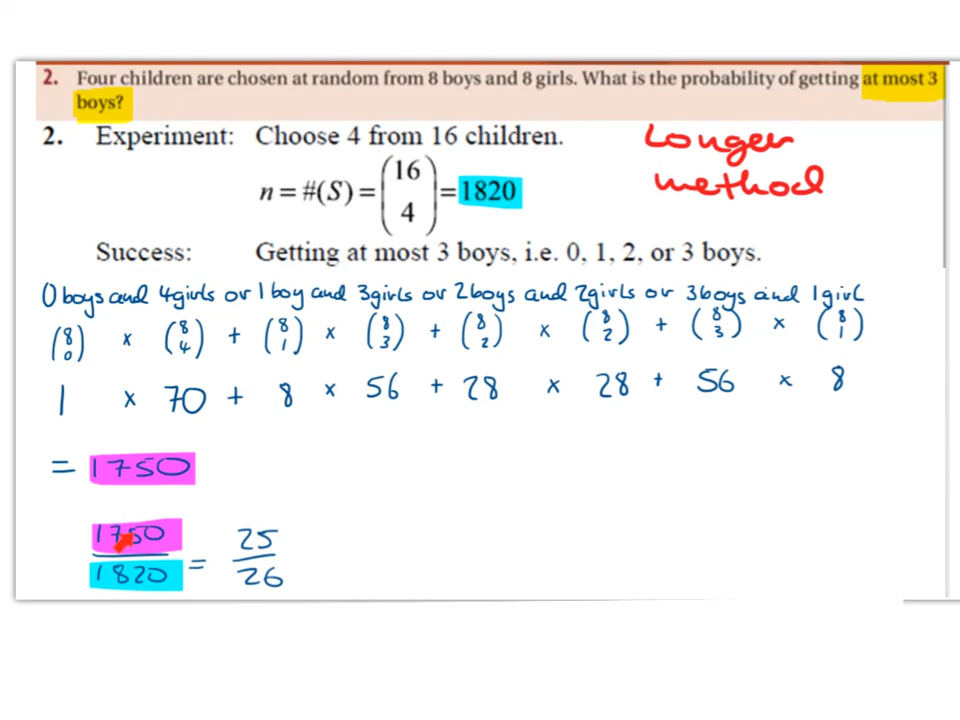 2. Four children are chosen at random from 8 boys and 8 girls. What is the probability of getting at most 3
boys?
2. Experiment: Choose 4 from 16 children.
Longer
method
n = #(S) = (16 4) = 1820
Success: Getting at most 3 boys, i.e. 0, 1, 2, or 3 boys.
0 boys and 4 girls or 1 boy and 3 girls or 2 boys and 2 girls or 3 boys and 1 girl
(8 0) × (8 4) + (8 1) × (8 3) + (8 2) × (8 2) + (8 3) × (8 1)
1 × 70 + 8 × 56 + 28 × 28 + 56 × 8
= 1750
1750/1820 = 25/26